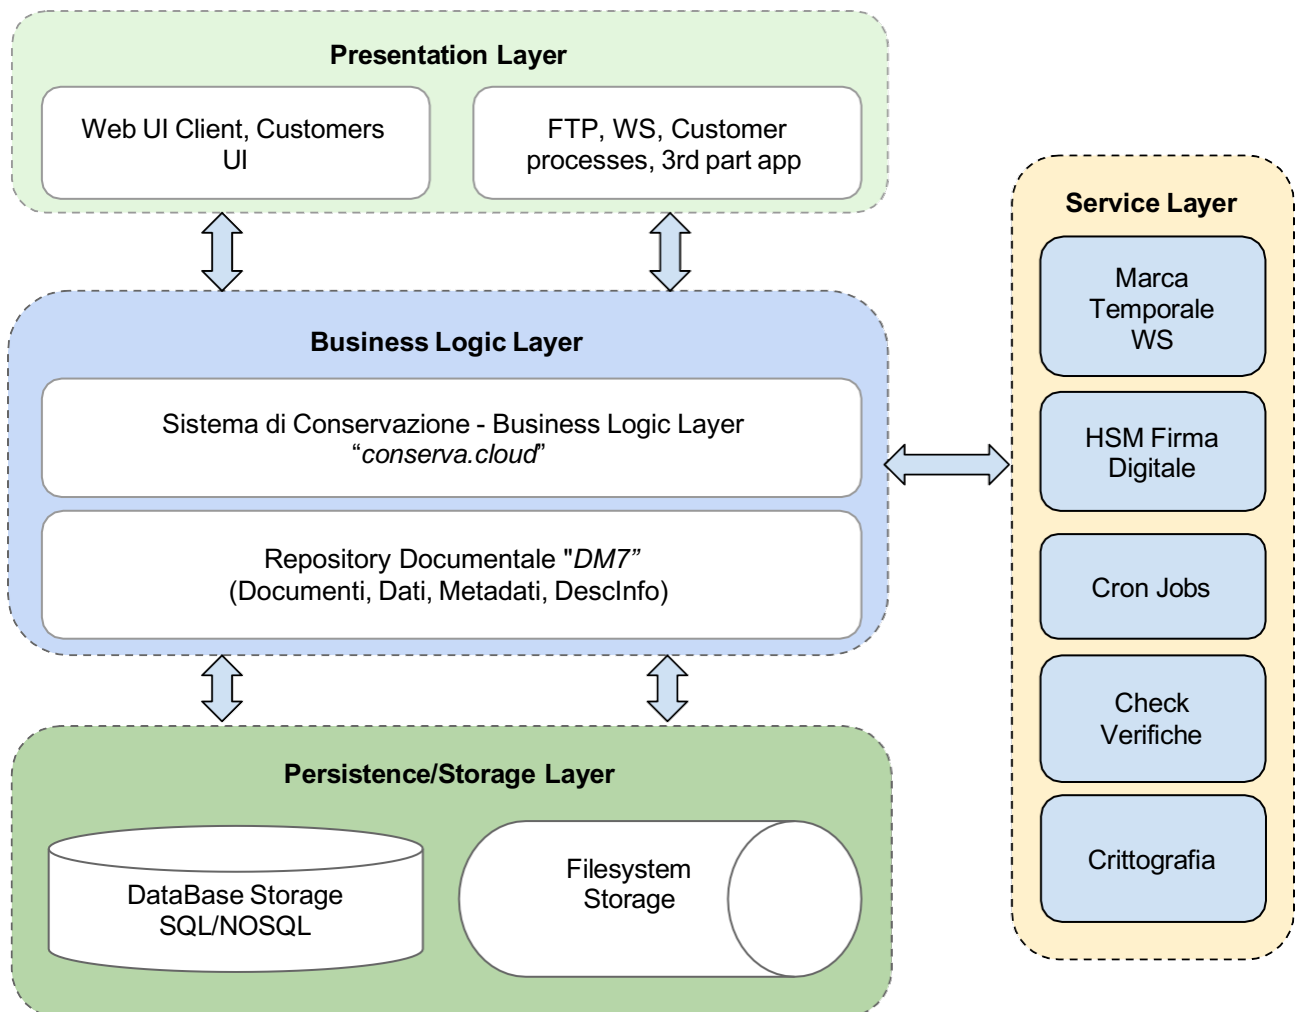 Presentation Layer
Web UI Client, Customers
UI
FTP, WS, Customer
processes, 3rd part app
Business Logic Layer
Sistema di Conservazione - Business Logic Layer
“conserva.cloud”
Repository Documentale "DM7”
(Documenti, Dati, Metadati, DescInfo)
Persistence/Storage Layer
DataBase Storage
SQL/NOSQL
Filesystem
Storage
Service Layer
Marca
Temporale
WS
HSM Firma
Digitale
Cron Jobs
Check
Verifiche
Crittografia